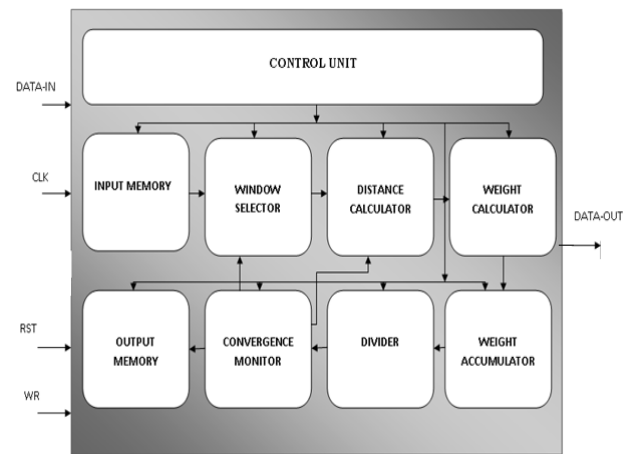 CONTROL UNIT
DATA-IN
CLK
INPUT MEMORY
WINDOW
SELECTOR
DISTANCE
CALCULATOR
WEIGHT
CALCULATOR
DATA-OUT
RST
WR
OUTPUT
MEMORY
CONVERGENCE
MONITOR
DIVIDER
WEIGHT
ACCUMULATOR